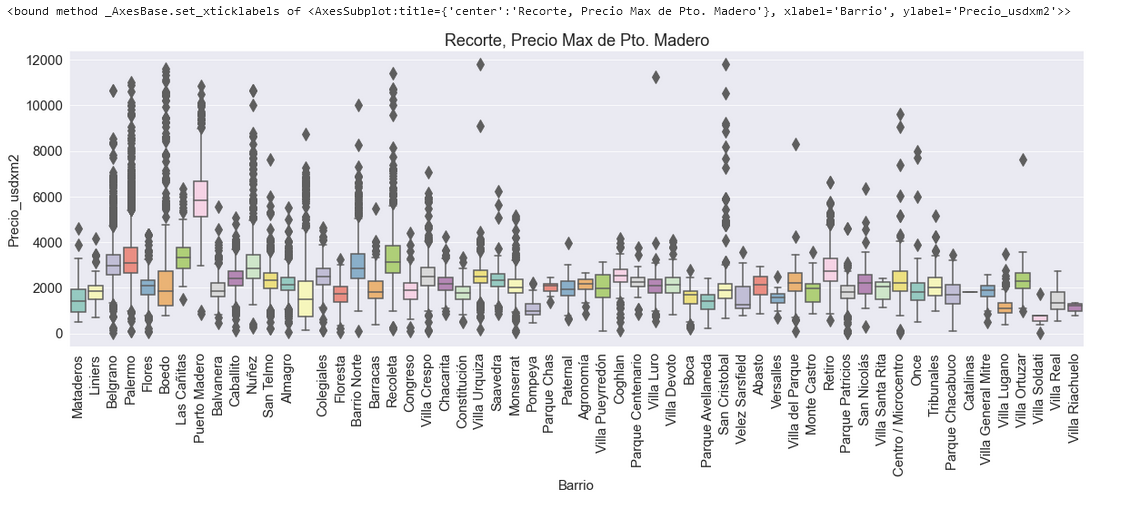 <bound method _AxesBase.set_xticklabels of <AxesSubplot:title={'center':'Recorte, Precio Max de Pto. Madero'}, xlabel='Barrio', ylabel='Precio_usdxm2'>>
Recorte, Precio Max de Pto. Madero
Precio_usdxm2
12000
10000
8000
6000
4000
2000
0
Mataderos
Liniers
Belgrano
Palermo
Flores
Boedo
Las Cañitas
Puerto Madero
Balvanera
Caballito
Nuñez
San Telmo
Almagro
Colegiales
Floresta
Barrio Norte
Barracas
Recoleta
Congreso
Villa Crespo
Chacarita
Constitución
Villa Urquiza
Saavedra
Monserrat
Pompeya
Parque Chas
Paternal
Agronomía
Villa Pueyrredón
Coghlan
Parque Centenario
Villa Luro
Villa Devoto
Boca
Parque Avellaneda
San Cristobal
Velez Sarsfield
Abasto
Versalles
Villa del Parque
Monte Castro
Retiro
Parque Patricios
San Nicolás
Villa Santa Rita
Centro / Microcentro
Once
Tribunales
Parque Chacabuco
Catalinas
Villa General Mitre
Villa Lugano
Villa Ortuzar
Villa Soldati
Villa Real
Villa Riachuelo
Barrio